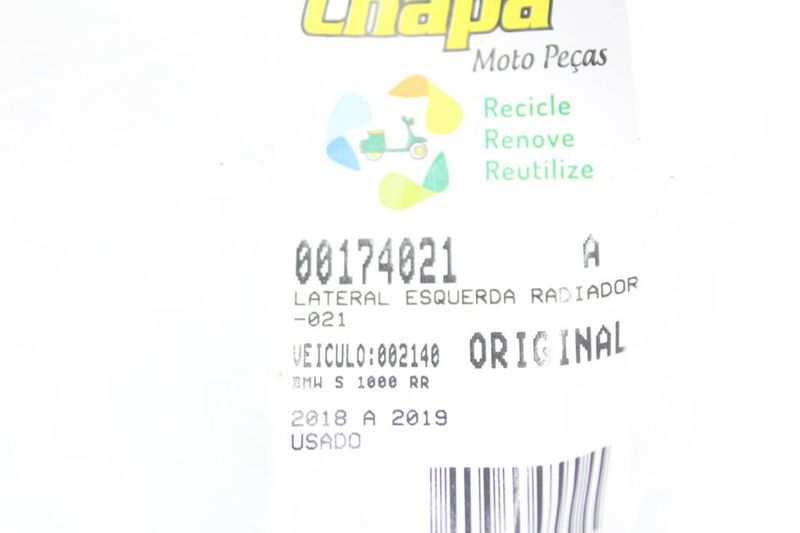 Chapa
Moto Peças
Recicle
Renove
Reutilize
00174021 A
LATERAL ESQUERDA RADIADOR
-021
VEICULO:002140 ORIGINAL
BMW S 1000 RR
2018 A 2019
USADO